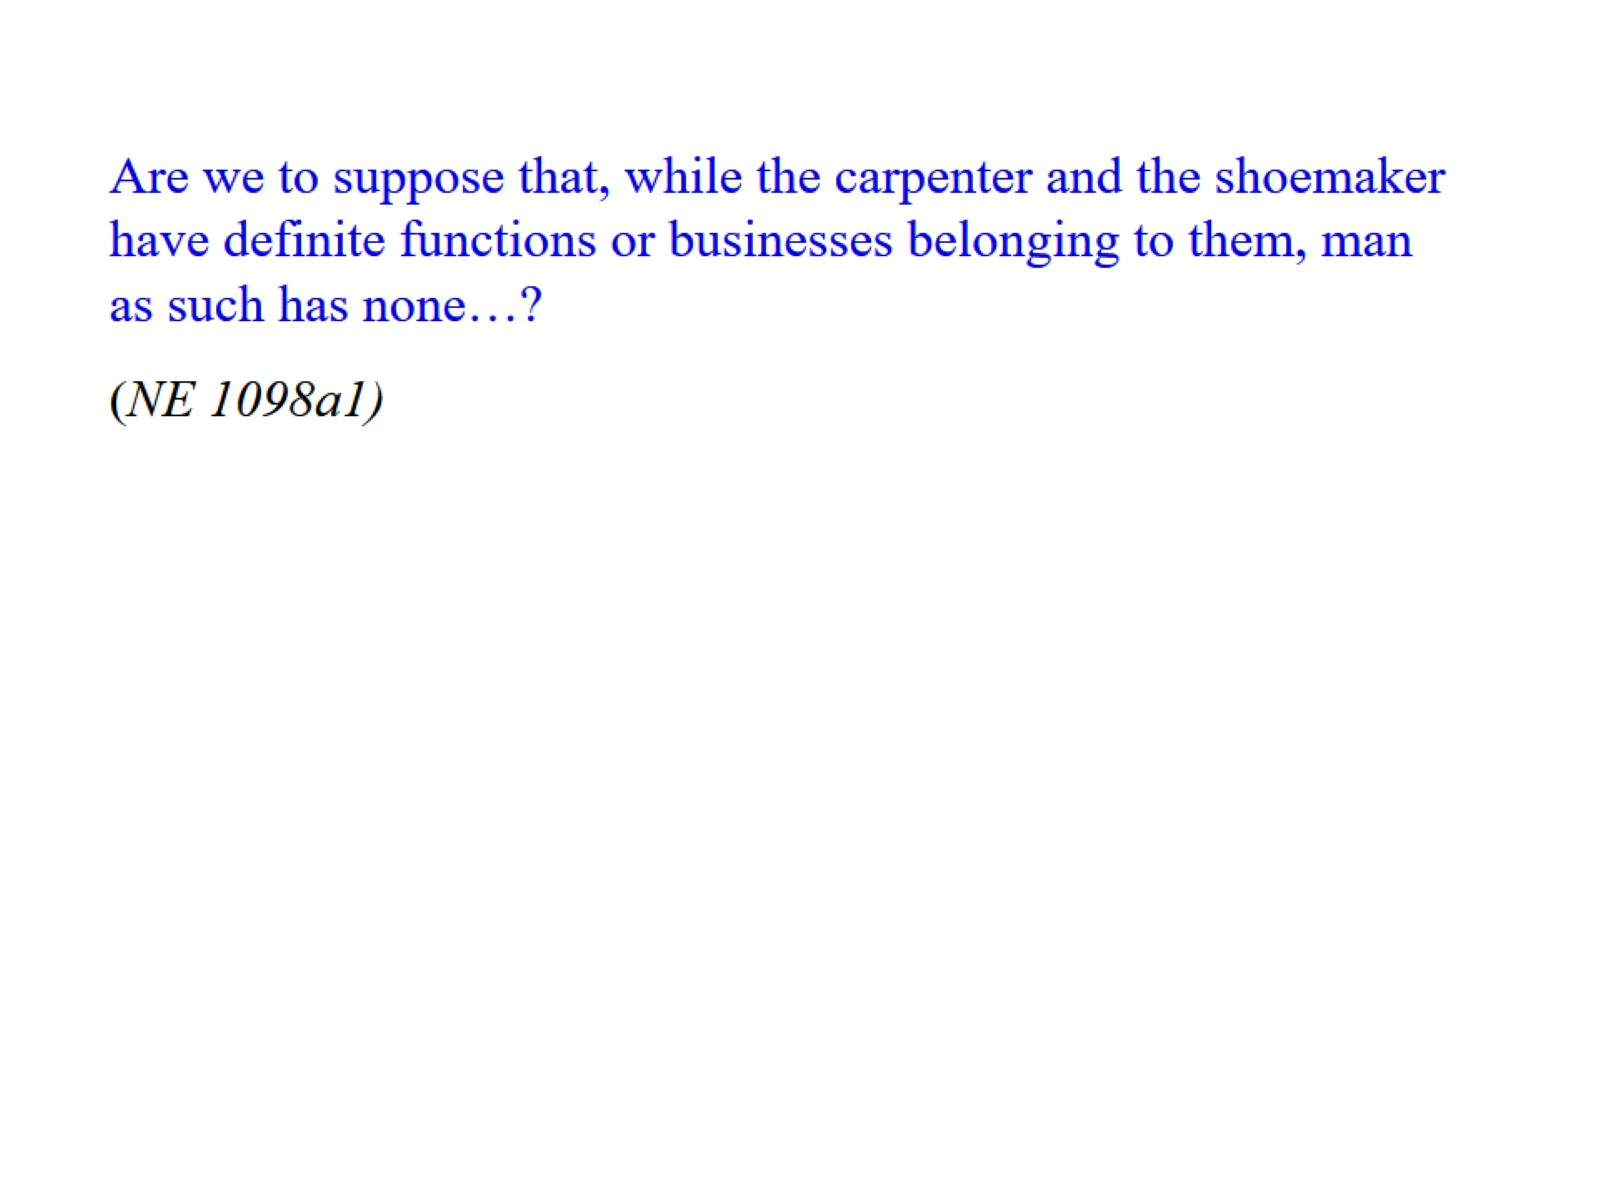 Are we to suppose that, while the carpenter and the shoemaker
have definite functions or businesses belonging to them, man
as such has none…?
(NE 1098a1)